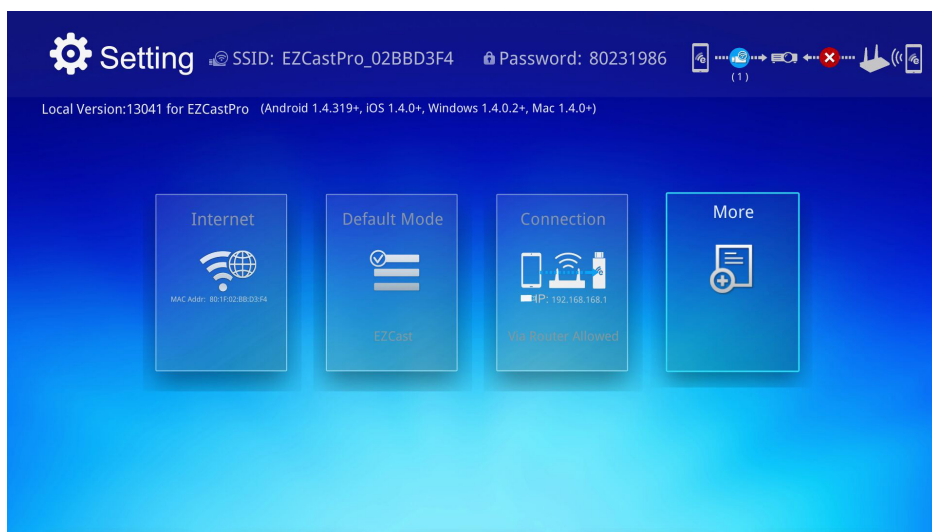 Setting SSID: EZCastPro_02BBD3F4 Password: 80231986
(1)
Local Version:13041 for EZCastPro (Android 1.4.319+, iOS 1.4.0+, Windows 1.4.0.2+, Mac 1.4.0+)
Internet
MAC Addr: 80:1F:02:BB:D3:F4
Default Mode
EZCast
Connection
IP: 192.168.168.1
Via Router Allowed
More